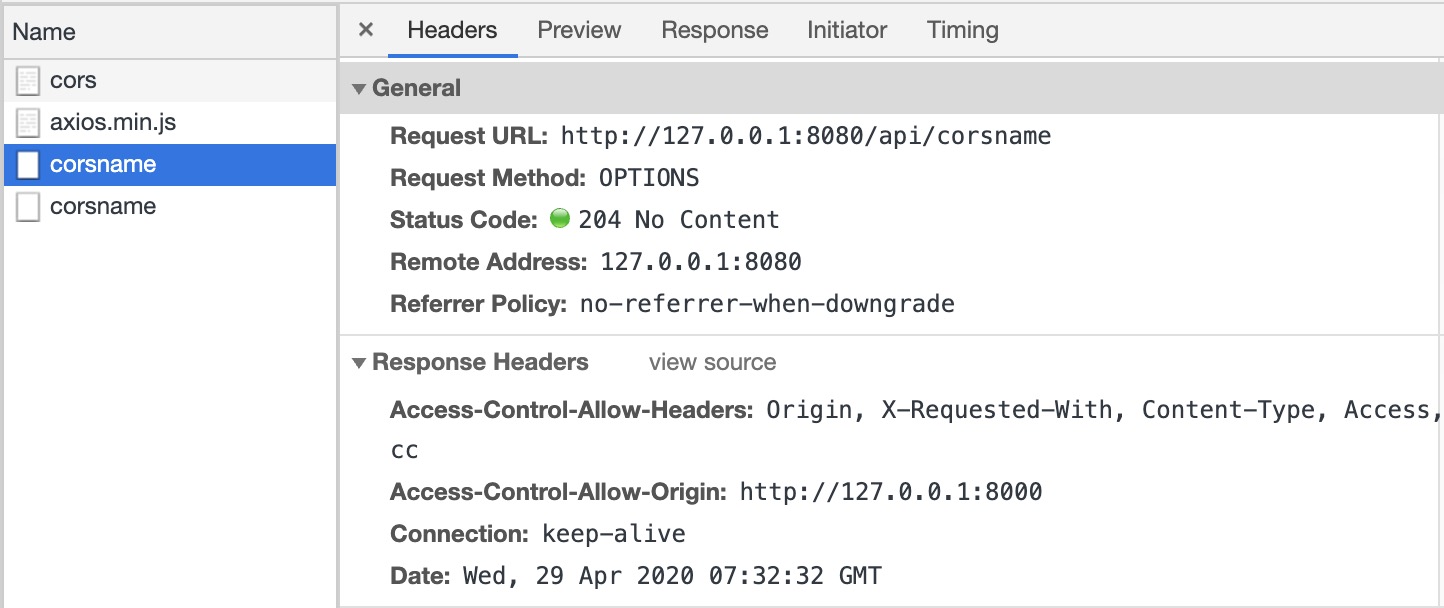 Name
cors
axios.min.js
corsname
corsname
× Headers Preview Response Initiator Timing
▼ General
Request URL: http://127.0.0.1:8080/api/corsname
Request Method: OPTIONS
Status Code: 204 No Content
Remote Address: 127.0.0.1:8080
Referrer Policy: no-referrer-when-downgrade
▼ Response Headers view source
Access-Control-Allow-Headers: Origin, X-Requested-With, Content-Type, Access,
cc
Access-Control-Allow-Origin: http://127.0.0.1:8000
Connection: keep-alive
Date: Wed, 29 Apr 2020 07:32:32 GMT